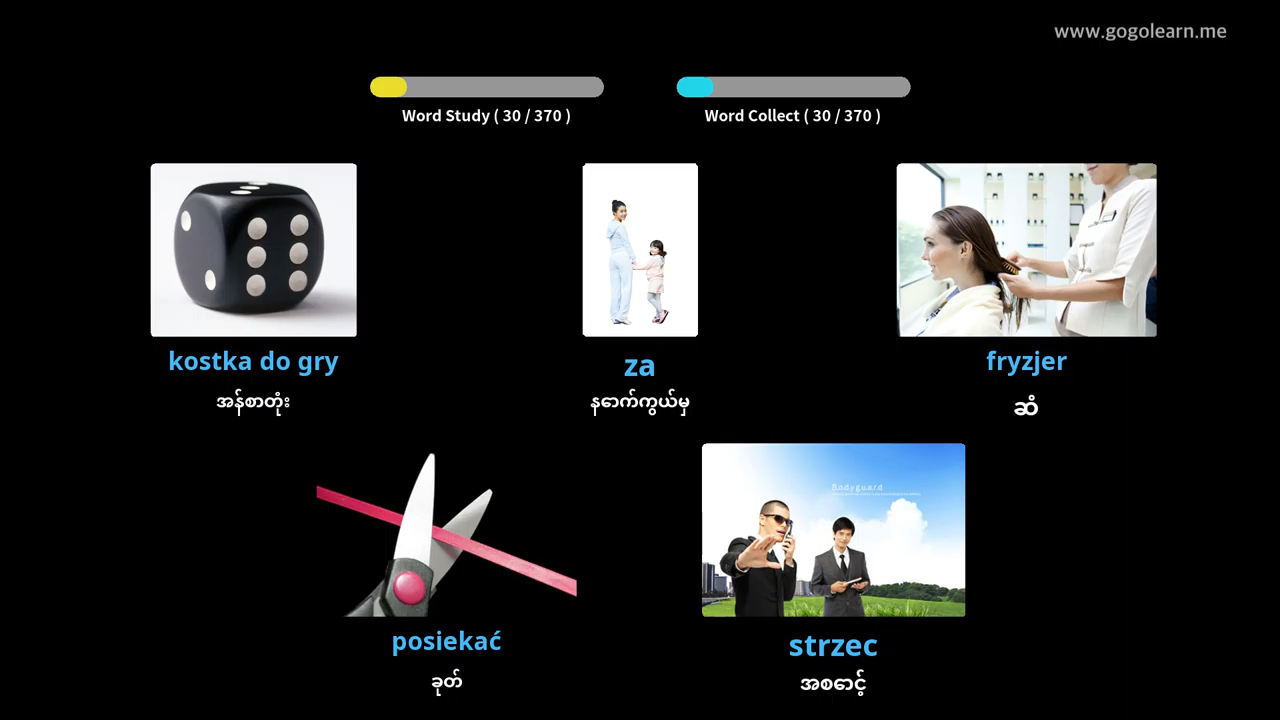 www.gogolearn.me
Word Study ( 30 / 370 )
Word Collect ( 30 / 370 )
kostka do gry
အန်စာတုံး
za
နောက်ကွယ်မှ
fryzjer
ဆံ
Bodyguard
posiekać
ခုတ်
strzec
အစောင့်